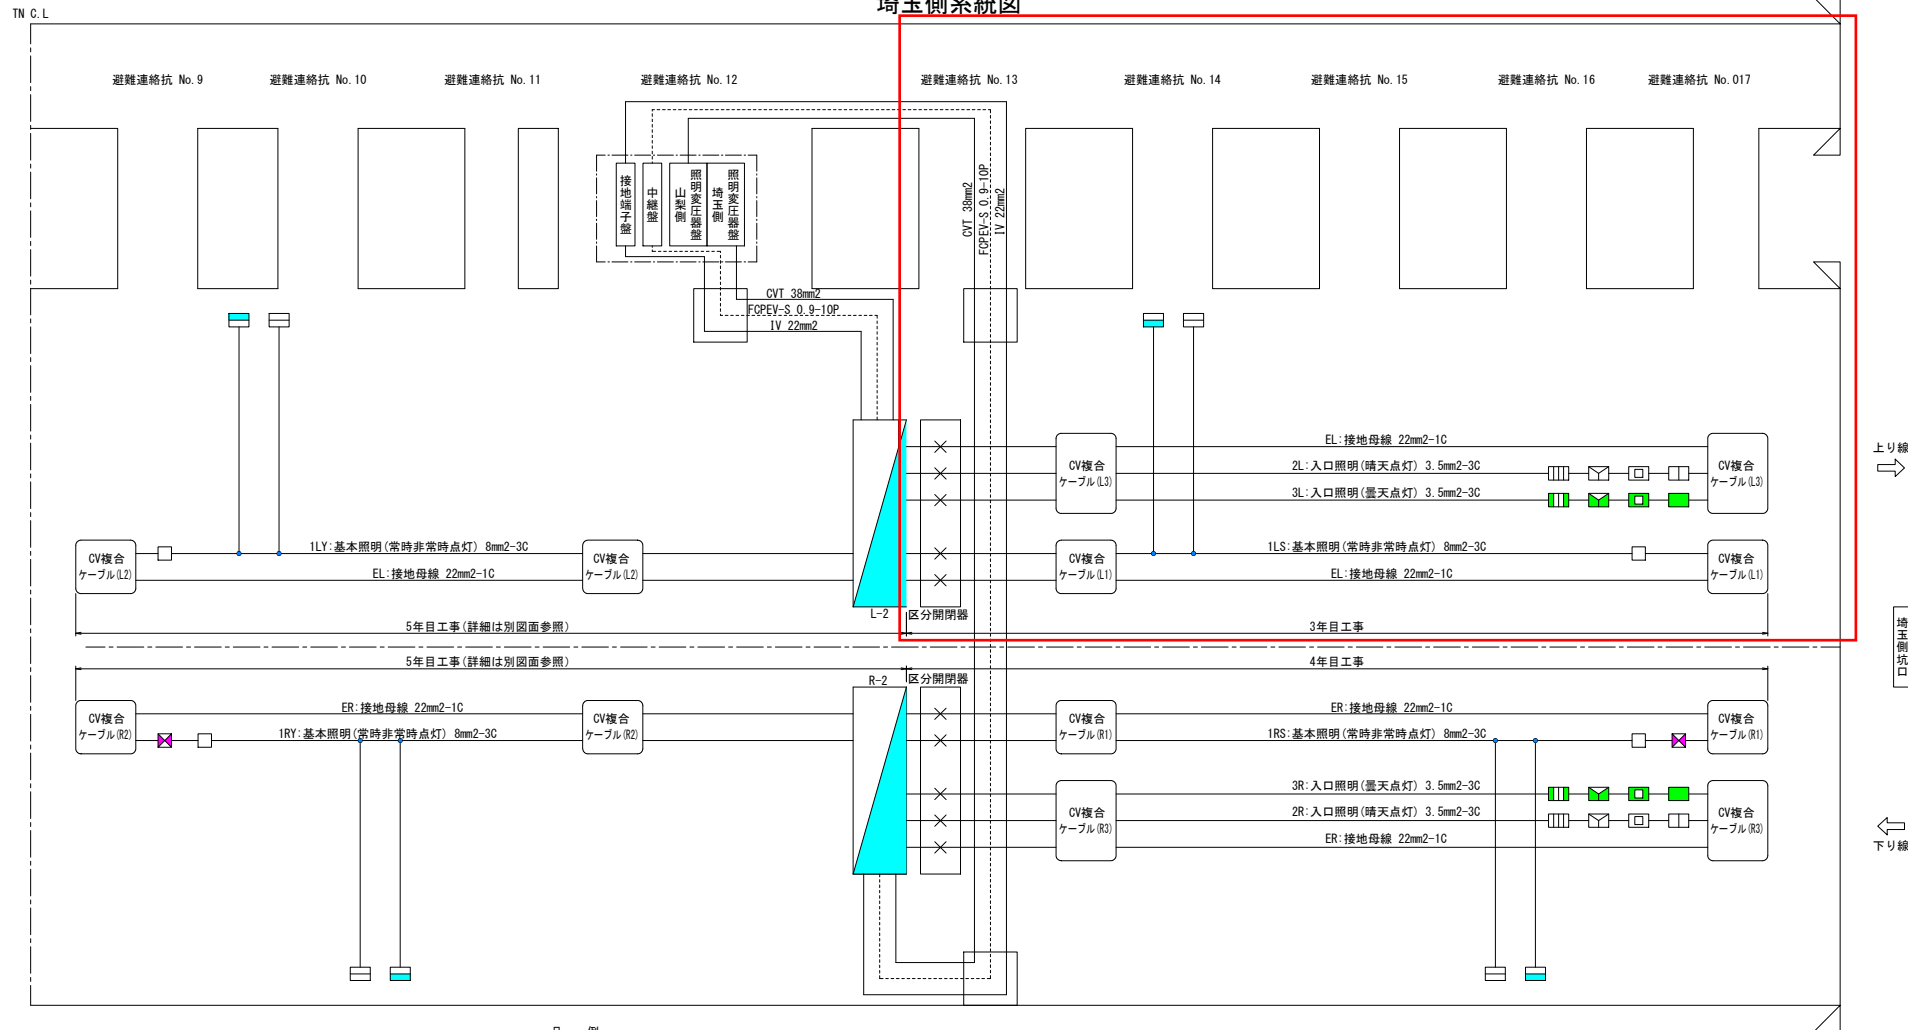 埼玉側系統図
TN C.L
避難連絡抗 No.9
避難連絡抗 No.10
避難連絡抗 No.11
避難連絡抗 No.12
避難連絡抗 No.13
避難連絡抗 No.14
避難連絡抗 No.15
避難連絡抗 No.16
避難連絡抗 No.017
接地端子盤
中継盤
照明変圧器盤
山梨側
照明変圧器盤
埼玉側
CVT 38mm2
FCPEV-S 0.9-10P
IV 22mm2
CVT 38mm2
FCPEV-S 0.9-10P
IV 22mm2
EL:接地母線 22mm2-1C
2L:入口照明(晴天点灯) 3.5mm2-3C
3L:入口照明(曇天点灯) 3.5mm2-3C
CV複合
ケーブル(L3)
CV複合
ケーブル(L3)
上り線
CV複合
ケーブル(L2)
1LY:基本照明(常時非常時点灯) 8mm2-3C
EL:接地母線 22mm2-1C
CV複合
ケーブル(L2)
CV複合
ケーブル(L1)
1LS:基本照明(常時非常時点灯) 8mm2-3C
EL:接地母線 22mm2-1C
CV複合
ケーブル(L1)
L-2
区分開閉器
5年目工事(詳細は別図面参照)
3年目工事
埼玉側坑口
5年目工事(詳細は別図面参照)
4年目工事
R-2
区分開閉器
CV複合
ケーブル(R2)
ER:接地母線 22mm2-1C
1RY:基本照明(常時非常時点灯) 8mm2-3C
CV複合
ケーブル(R2)
CV複合
ケーブル(R1)
ER:接地母線 22mm2-1C
1RS:基本照明(常時非常時点灯) 8mm2-3C
CV複合
ケーブル(R1)
CV複合
ケーブル(R3)
3R:入口照明(曇天点灯) 3.5mm2-3C
2R:入口照明(晴天点灯) 3.5mm2-3C
ER:接地母線 22mm2-1C
CV複合
ケーブル(R3)
下り線